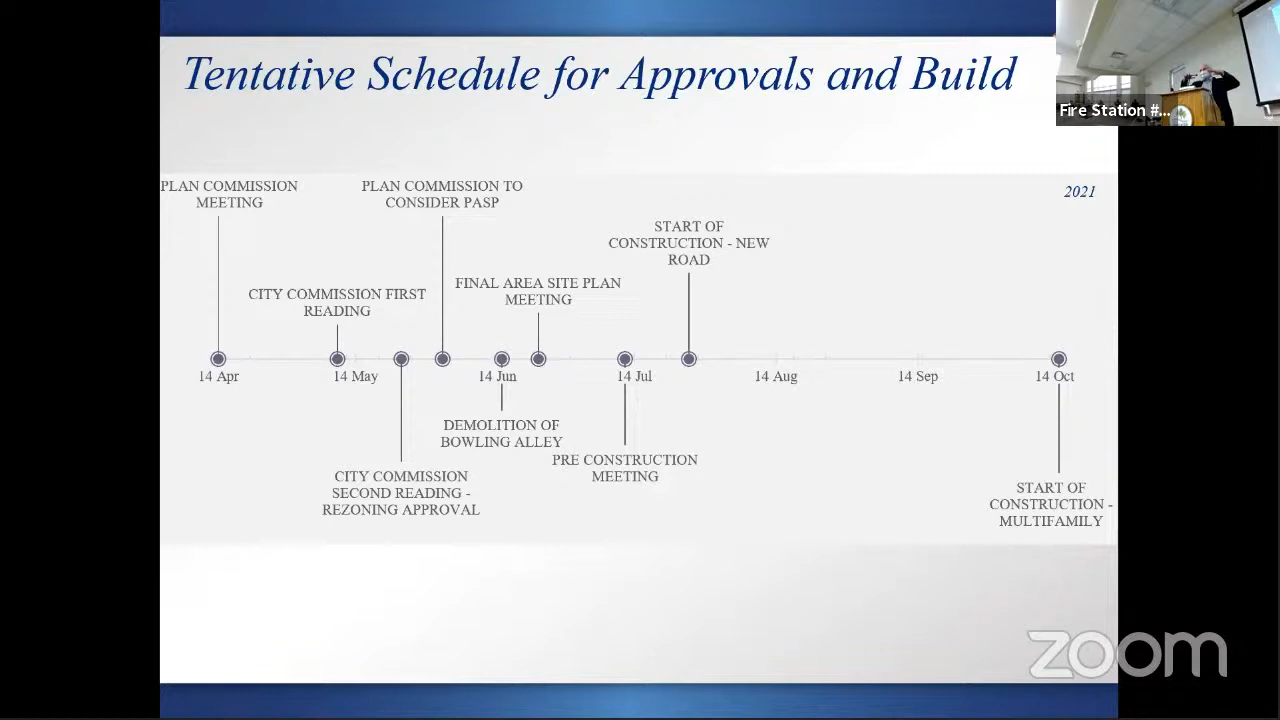 Tentative Schedule for Approvals and Build
Fire Station #...
PLAN COMMISSION
MEETING
PLAN COMMISSION TO
CONSIDER PASP
2021
START OF
CONSTRUCTION - NEW
ROAD
CITY COMMISSION FIRST
READING
FINAL AREA SITE PLAN
MEETING
14 Apr
14 May
14 Jun
14 Jul
14 Aug
14 Sep
14 Oct
DEMOLITION OF
BOWLING ALLEY
PRE CONSTRUCTION
MEETING
CITY COMMISSION
SECOND READING -
REZONING APPROVAL
START OF
CONSTRUCTION -
MULTIFAMILY
zoom